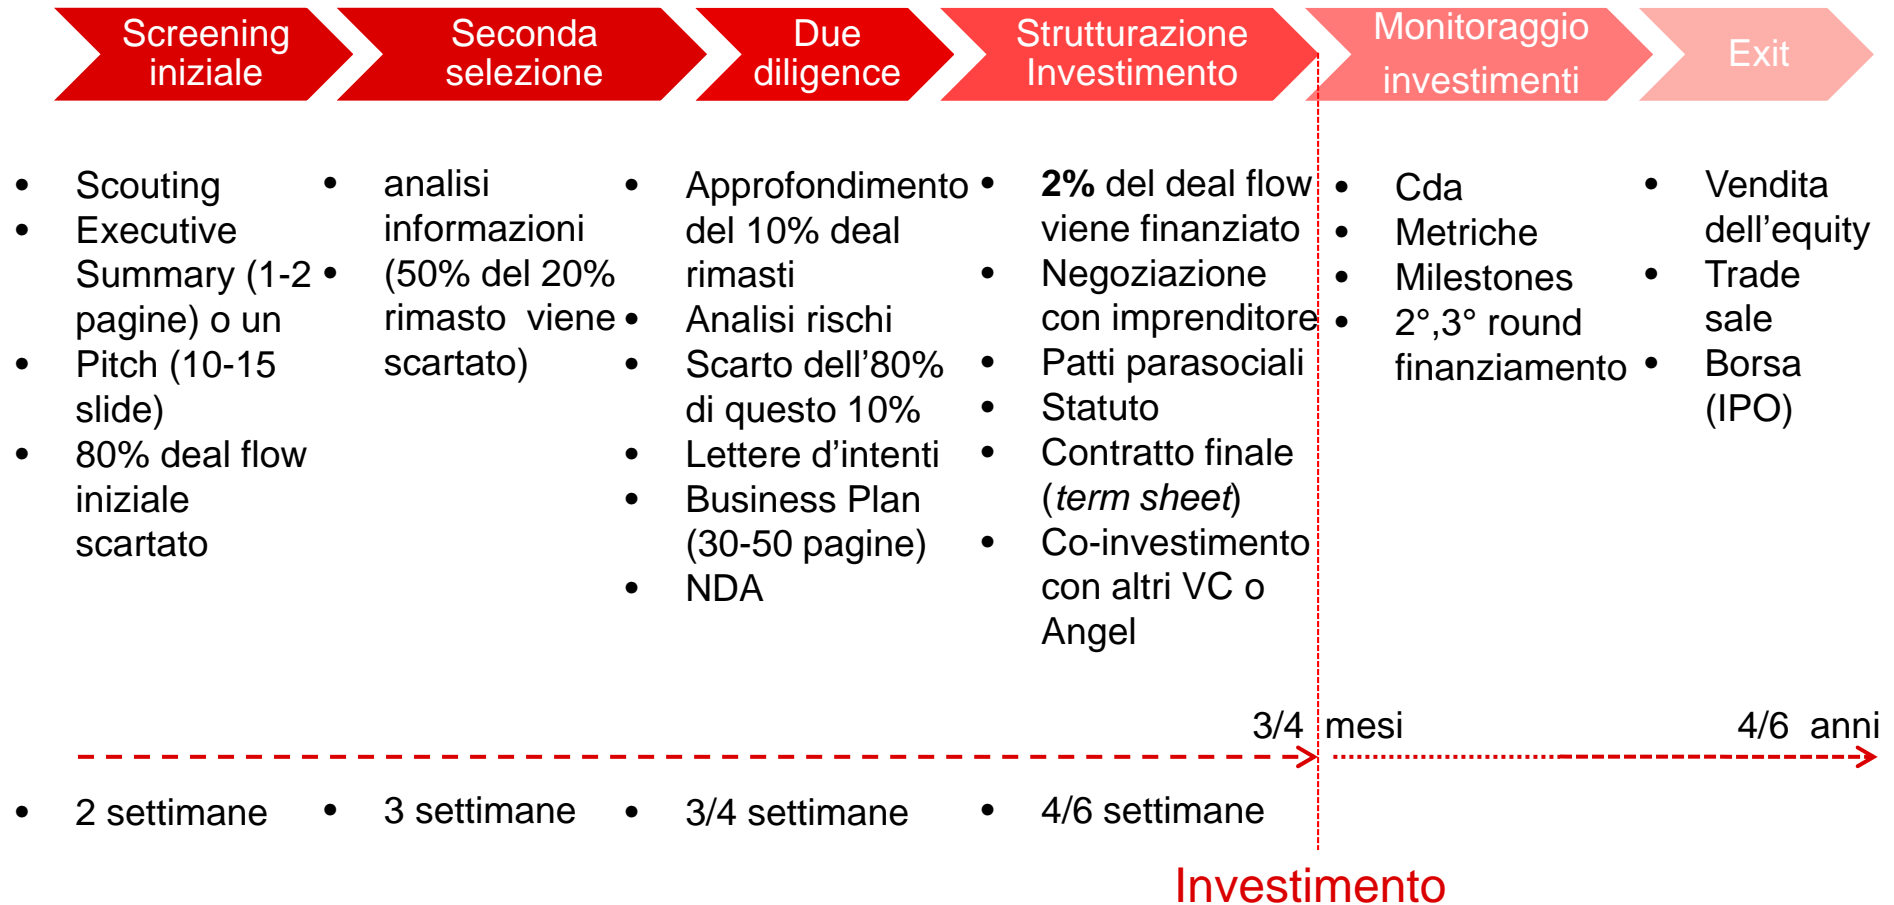 Screening
iniziale
Seconda
selezione
Due
diligence
Strutturazione
Investimento
Monitoraggio
investimenti
Exit
• Scouting
• Executive
Summary (1-2
pagine) o un
• Pitch (10-15
slide)
• 80% deal flow
iniziale
scartato
• analisi
informazioni
• (50% del 20%
rimasto viene
scartato)
• Approfondimento
del 10% deal
rimasti
• Analisi rischi
• Scarto dell’80%
di questo 10%
• Lettere d’intenti
• Business Plan
(30-50 pagine)
• NDA
• 2% del deal flow
viene finanziato
• Negoziazione
con imprenditore
• Patti parasociali
• Statuto
• Contratto finale
(term sheet)
• Co-investimento
con altri VC o
Angel
• Cda
• Metriche
• Milestones
• 2°,3° round
finanziamento
• Vendita
dell’equity
• Trade
sale
• Borsa
(IPO)
3/4 mesi
4/6 anni
• 2 settimane
• 3 settimane
• 3/4 settimane
• 4/6 settimane
Investimento